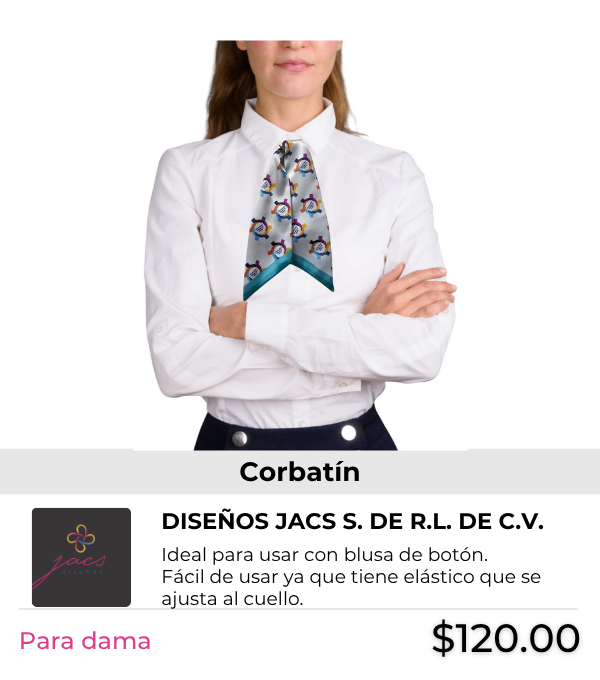 Corbatín
DISEÑOS JACS S. DE R.L. DE C.V.
jacs
DISEÑOS
Ideal para usar con blusa de botón.
Fácil de usar ya que tiene elástico que se
ajusta al cuello.
Para dama
$120.00